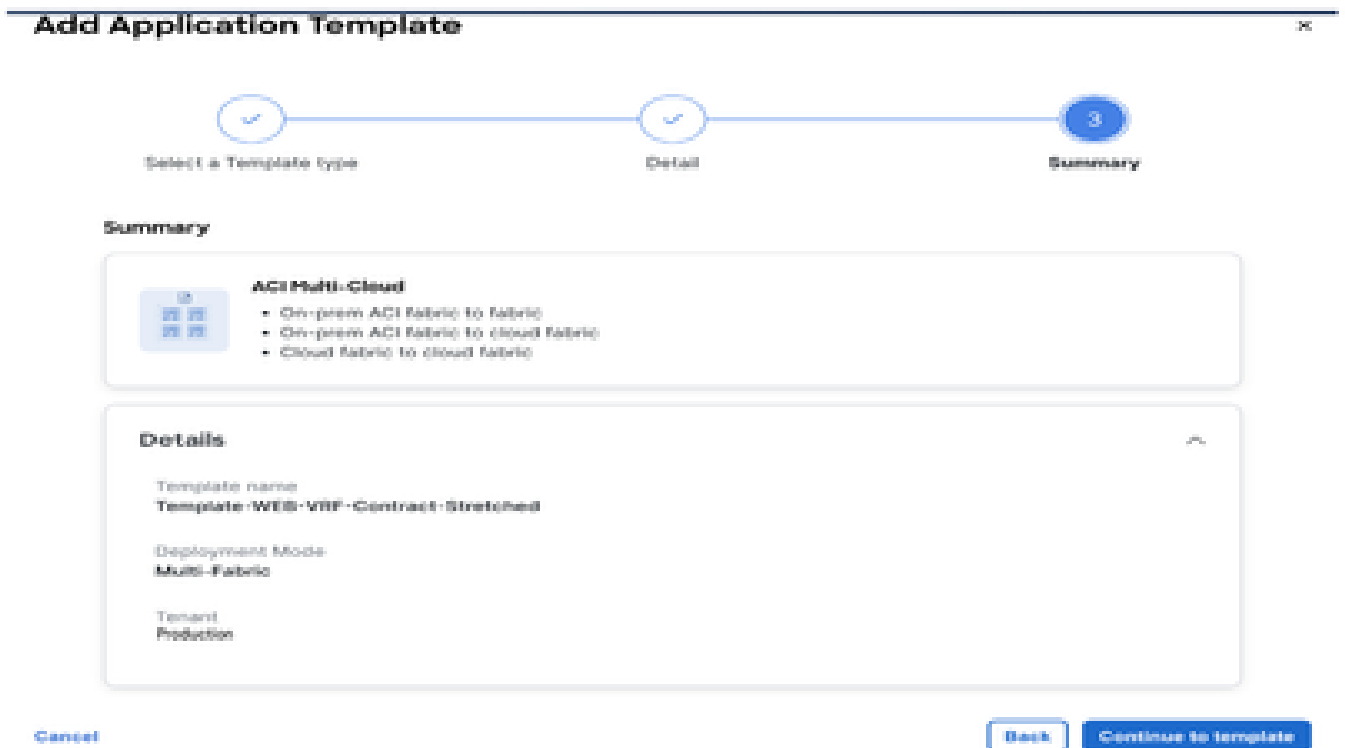 Add Application Template
×
3
Select a Template type
Detail
Summary
Summary
ACI Multi-Cloud
• On-prem ACI fabric to fabric
• On-prem ACI fabric to cloud fabric
• Cloud fabric to cloud fabric
Details
Template name
Template-WEB-VRF-Contract-Stretched
Deployment Mode
Multi-Fabric
Tenant
Production
Cancel
Back
Continue to template